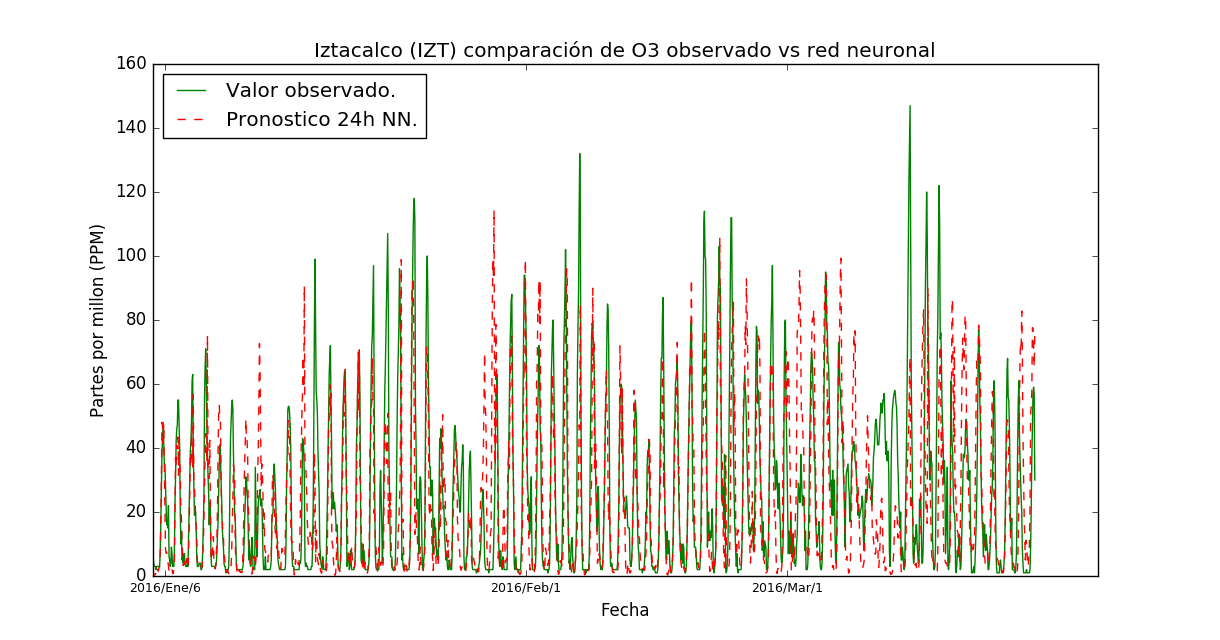 Iztacalco (IZT) comparación de O3 observado vs red neuronal
160
140
120
100
80
60
40
20
0
Partes por millon (PPM)
Valor observado.
Pronostico 24h NN.
2016/Ene/6
2016/Feb/1
2016/Mar/1
Fecha